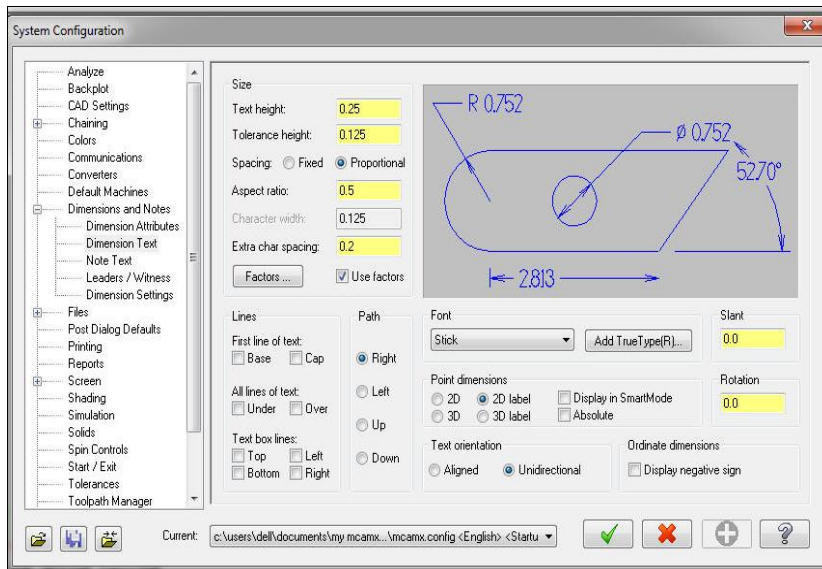 System Configuration
Analyze
Backplot
CAD Settings
Chaining
Colors
Communications
Converters
Default Machines
Dimensions and Notes
Dimension Attributes
Dimension Text
Note Text
Leaders / Witness
Dimension Settings
Files
Post Dialog Defaults
Printing
Reports
Screen
Shading
Simulation
Solids
Spin Controls
Start / Exit
Tolerances
Toolpath Manager
Size
Text height: 0.25
Tolerance height: 0.125
Spacing: Fixed Proportional
Aspect ratio: 0.5
Character width: 0.125
Extra char spacing: 0.2
Factors ... Use factors
R 0.752
Ø 0.752
52.70°
2.813
Lines
First line of text:
Base Cap
All lines of text:
Under Over
Text box lines:
Top Left
Bottom Right
Path
Right
Left
Up
Down
Font
Stick Add TrueType(R)...
Slant
0.0
Point dimensions
2D 2D label Display in SmartMode
3D 3D label Absolute
Rotation
0.0
Text orientation
Aligned Unidirectional
Ordinate dimensions
Display negative sign
Current: c:\users\dell\documents\my mcamx...\mcamx.config <English> <Startu